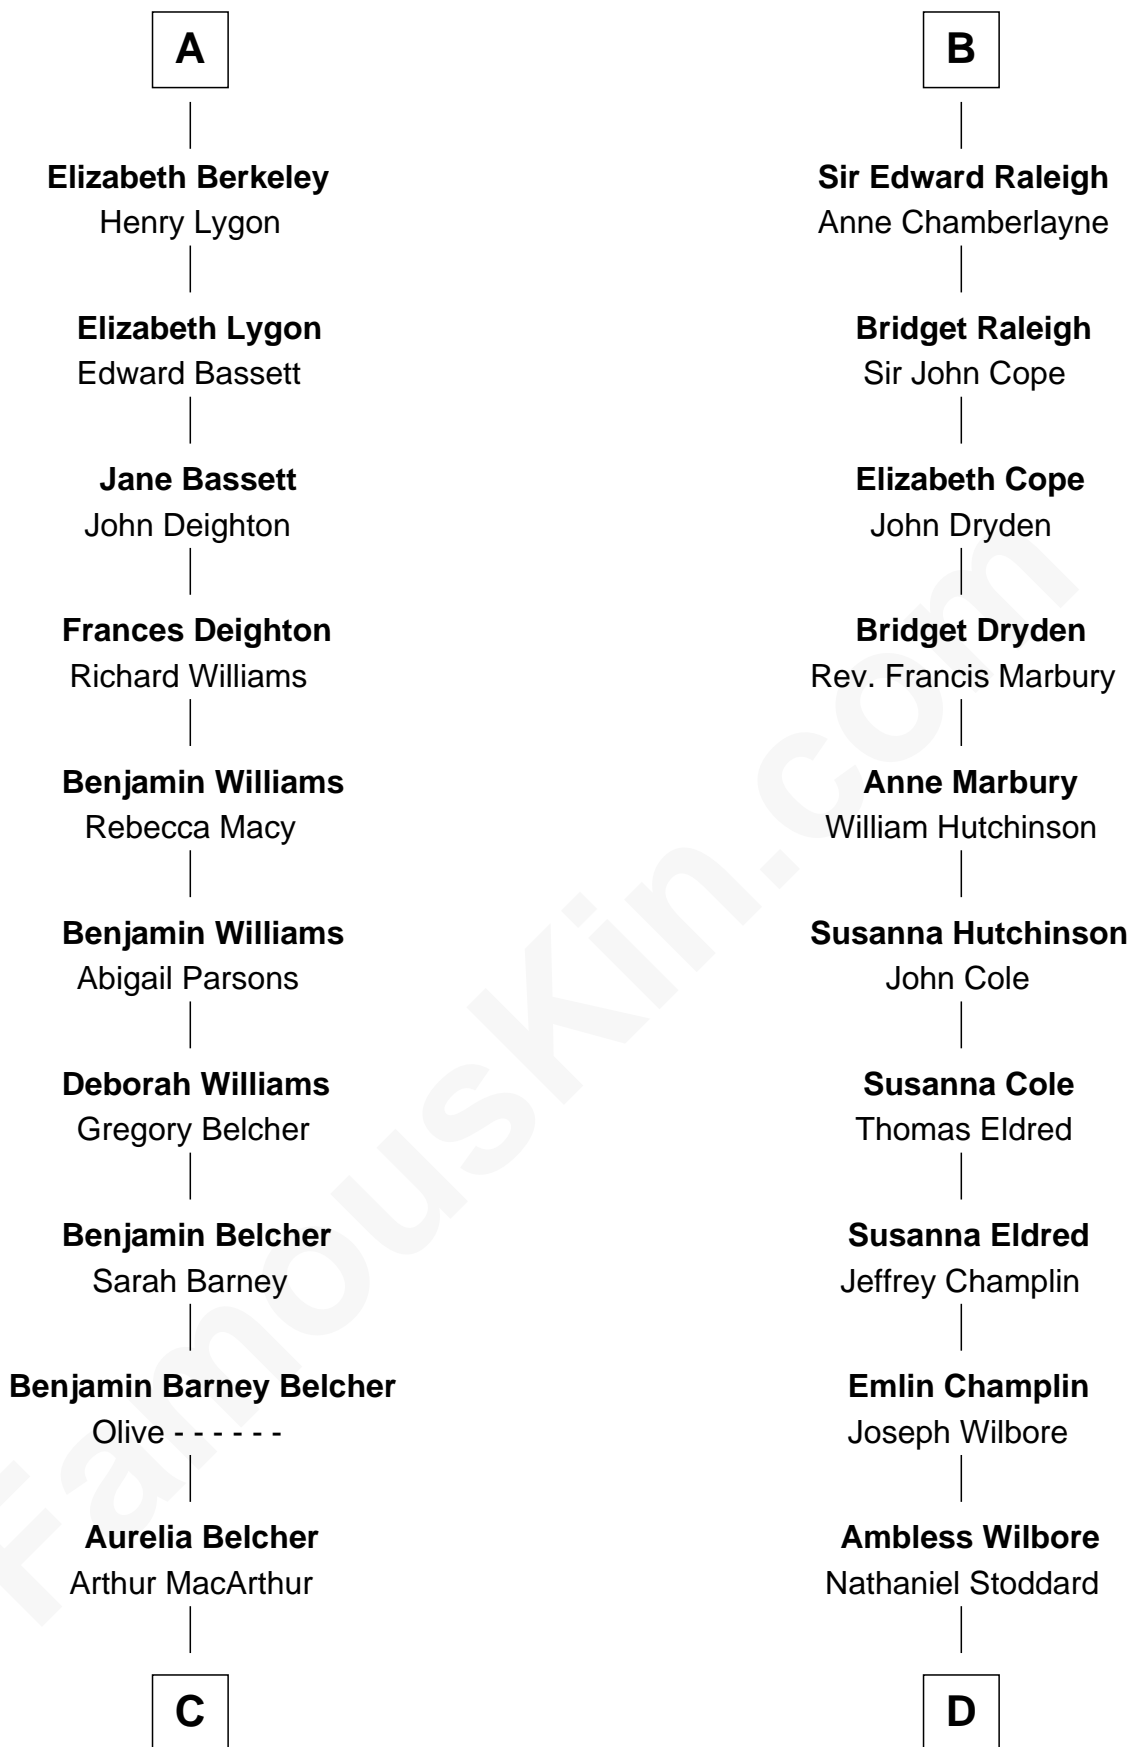 A
Elizabeth Berkeley
Henry Lygon
Elizabeth Lygon
Edward Bassett
Jane Bassett
John Deighton
Frances Deighton
Richard Williams
Benjamin Williams
Rebecca Macy
Benjamin Williams
Abigail Parsons
Deborah Williams
Gregory Belcher
Benjamin Belcher
Sarah Barney
Benjamin Barney Belcher
Olive - - - - - -
Aurelia Belcher
Arthur MacArthur
C
B
Sir Edward Raleigh
Anne Chamberlayne
Bridget Raleigh
Sir John Cope
Elizabeth Cope
John Dryden
Bridget Dryden
Rev. Francis Marbury
Anne Marbury
William Hutchinson
Susanna Hutchinson
John Cole
Susanna Cole
Thomas Eldred
Susanna Eldred
Jeffrey Champlin
Emlin Champlin
Joseph Wilbore
Ambless Wilbore
Nathaniel Stoddard
D
FamousKin.com